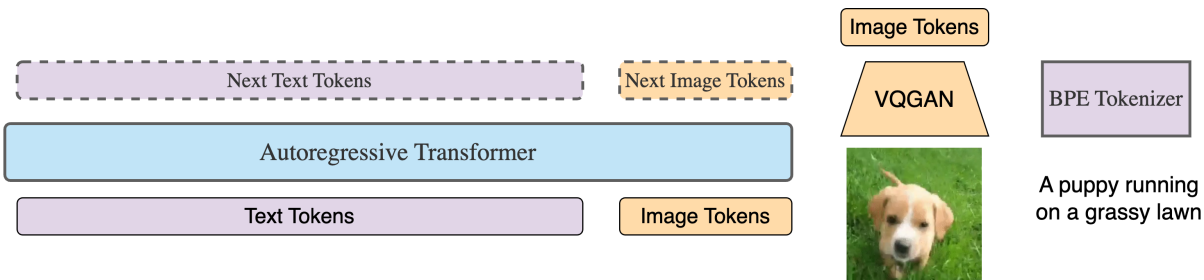 Image Tokens
Next Text Tokens
Next Image Tokens
VQGAN
BPE Tokenizer
Autoregressive Transformer
Text Tokens
Image Tokens
A puppy running
on a grassy lawn